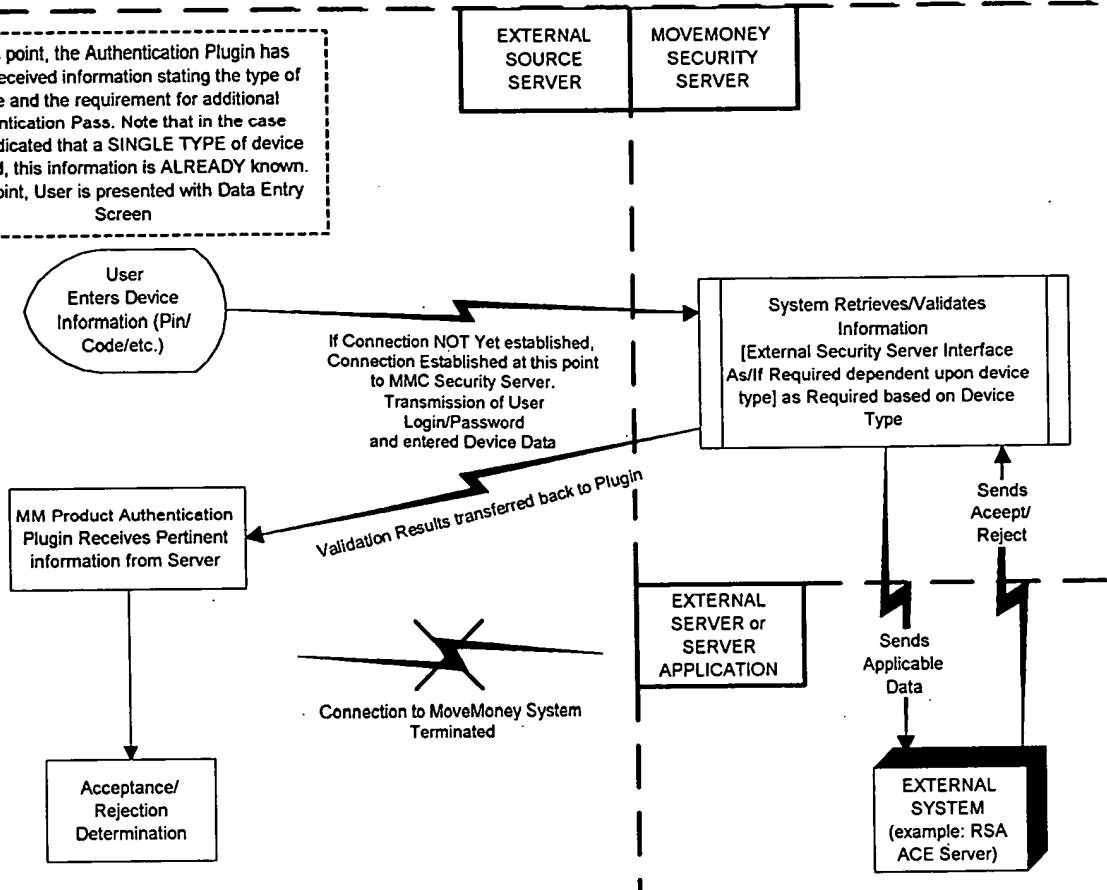 point, the Authentication Plugin has
eceived information stating the type of
e and the requirement for additional
entication Pass. Note that in the case
dicated that a SINGLE TYPE of device
d, this information is ALREADY known.
oint, User is presented with Data Entry
Screen
EXTERNAL
SOURCE
SERVER
MOVEMONEY
SECURITY
SERVER
User
Enters Device
Information (Pin/
Code/etc.)
If Connection NOT Yet established,
Connection Established at this point
to MMC Security Server.
Transmission of User
Login/Password
and entered Device Data
System Retrieves/Validates
Information
[External Security Server Interface
As/If Required dependent upon device
type] as Required based on Device
Type
Validation Results transferred back to Plugin
MM Product Authentication
Plugin Receives Pertinent
information from Server
Sends
Aceept/
Reject
EXTERNAL
SERVER or
SERVER
APPLICATION
Sends
Applicable
Data
Connection to MoveMoney System
Terminated
Acceptance/
Rejection
Determination
EXTERNAL
SYSTEM
(example: RSA
ACE Server)